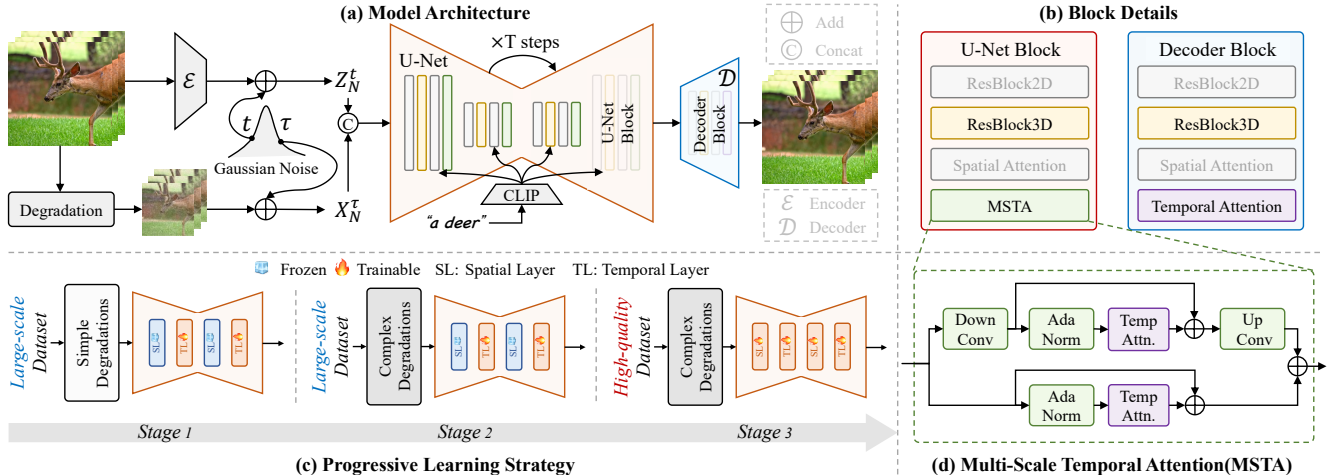 (a) Model Architecture
ℰ
t
τ
Gaussian Noise
Degradation
Z_N^t
C
X_N^τ
U-Net
×T steps
U-Net
Block
CLIP
"a deer"
Decoder
Block
𝒟
Add
C Concat
ℰ Encoder
𝒟 Decoder
(b) Block Details
U-Net Block
ResBlock2D
ResBlock3D
Spatial Attention
MSTA
Decoder Block
ResBlock2D
ResBlock3D
Spatial Attention
Temporal Attention
Frozen Trainable SL: Spatial Layer TL: Temporal Layer
Large-scale
Dataset
Simple
Degradations
SL
TL
SL
TL
Large-scale
Dataset
Complex
Degradations
SL
TL
SL
TL
High-quality
Dataset
Complex
Degradations
SL
TL
SL
TL
Stage 1
Stage 2
Stage 3
(c) Progressive Learning Strategy
Down
Conv
Ada
Norm
Temp
Attn.
Up
Conv
Ada
Norm
Temp
Attn.
(d) Multi-Scale Temporal Attention(MSTA)